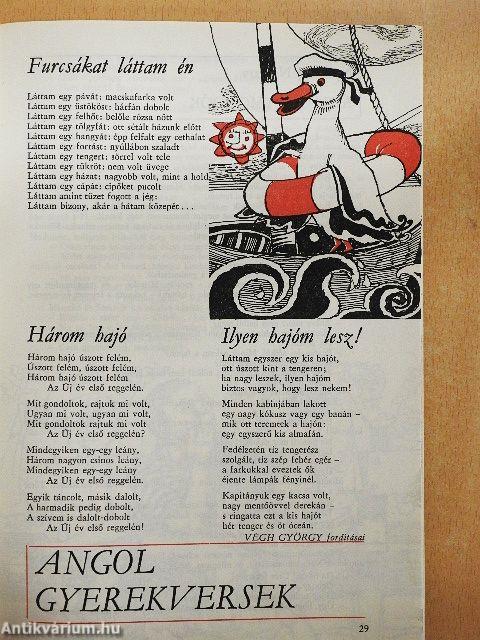 Furcsákat láttam én
Láttam egy pávát: macskafarka volt
Láttam egy üstököst: hárfán dobolt
Láttam egy felhőt: belőle rózsa nőtt
Láttam egy tölgyfát: ott sétált házunk előtt
Láttam egy hangyát: épp felfalt egy cethalat
Láttam egy forrást: nyúllábon szaladt
Láttam egy tengert: sörrel volt tele
Láttam egy tükröt: nem volt üvege
Láttam egy házat: nagyobb volt, mint a hold
Láttam egy cápát: cipőket pucolt
Láttam amint tüzet fogott a jég:
Láttam bizony, akár a hátam közepét . . .
Három hajó
Három hajó úszott felém,
Úszott felém, úszott felém,
Három hajó úszott felém
Az Új év első reggelén.
Mit gondoltok, rajtuk mi volt,
Ugyan mi volt, ugyan mi volt,
Mit gondoltok rajtuk mi volt
Az Új év első reggelén?
Mindegyiken egy-egy leány,
Három nagyon csinos leány,
Mindegyiken egy-egy leány
Az Új év első reggelén.
Egyik táncolt, másik dalolt,
A harmadik pedig dobolt,
A szívem is dalolt-dobolt
Az Új év első reggelén!
Ilyen hajóm lesz!
Láttam egyszer egy kis hajót,
ott úszott kint a tengeren;
ha nagy leszek, ilyen hajóm
biztos vagyok, hogy lesz nekem!
Minden kabinjában lakott
egy nagy kókusz vagy egy banán –
mik ott teremtek a hajón:
egy egyszerű kis almafán.
Fedélzetén tíz tengerész
szolgált, tíz szép fehér egér –
a farkukkal eveztek ők
éjente lámpák fényinél.
Kapitányuk egy kacsa volt,
nagy mentőövvel derekán –
s ringatta ezt a kis hajót
hét tenger és öt óceán.
VÉGH GYÖRGY fordításai
ANGOL
GYEREKVERSEK
29
Antikvárium.hu